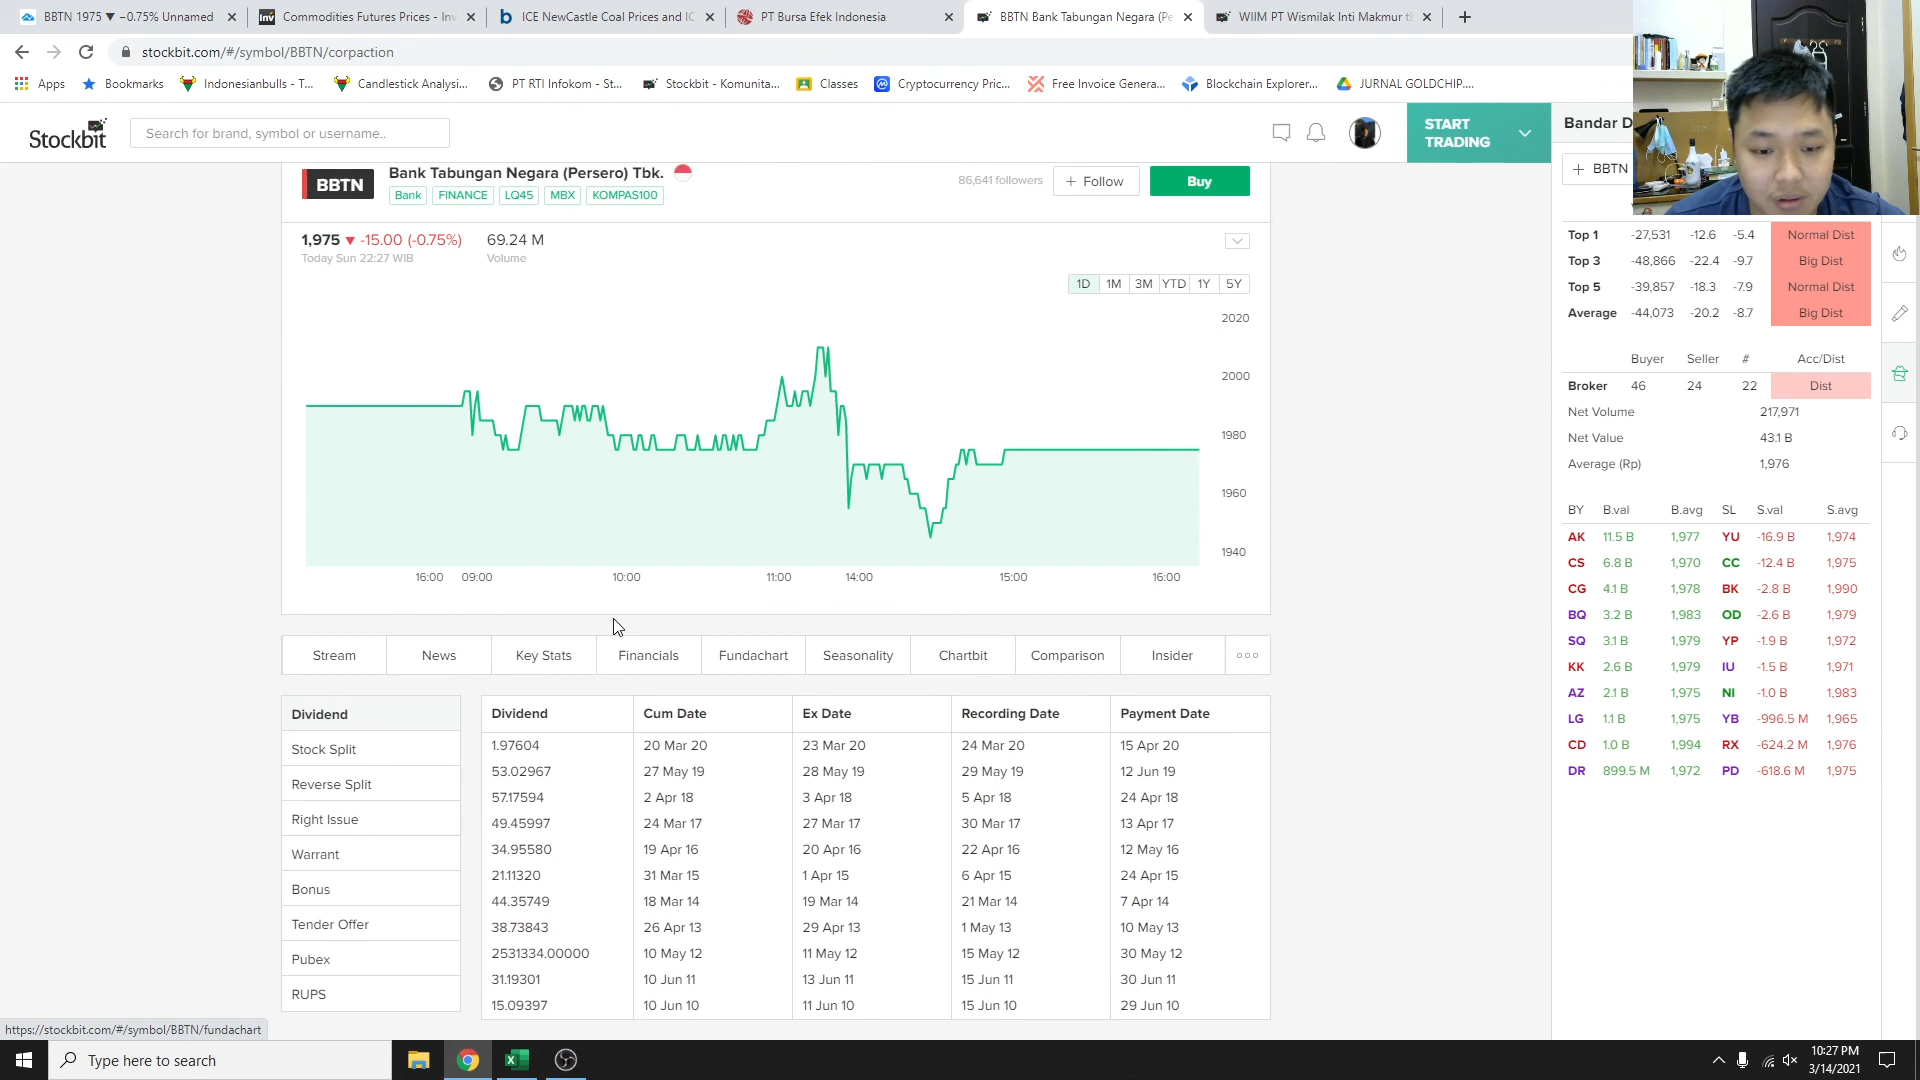 BBTN 1975 ▼ −0.75% Unnamed
Commodities Futures Prices - Inv
ICE NewCastle Coal Prices and IC
PT Bursa Efek Indonesia
BBTN Bank Tabungan Negara (Pe
WIIM PT Wismilak Inti Makmur tl
stockbit.com/#/symbol/BBTN/corpaction
Apps
Bookmarks
Indonesianbulls - T...
Candlestick Analysi...
PT RTI Infokom - St...
Stockbit - Komunita...
Classes
Cryptocurrency Pric...
Free Invoice Genera...
Blockchain Explorer...
JURNAL GOLDCHIP....
Stockbit
Search for brand, symbol or username..
START
TRADING
Bandar D
+ BBTN
BBTN
Bank Tabungan Negara (Persero) Tbk.
Bank FINANCE LQ45 MBX KOMPAS100
86,641 followers
+ Follow
Buy
1,975 ▼ -15.00 (-0.75%) 69.24 M
Today Sun 22:27 WIB Volume
1D 1M 3M YTD 1Y 5Y
2020
2000
1980
1960
1940
16:00 09:00 10:00 11:00 14:00 15:00 16:00
Stream News Key Stats Financials Fundachart Seasonality Chartbit Comparison Insider
Dividend
Stock Split
Reverse Split
Right Issue
Warrant
Bonus
Tender Offer
Pubex
RUPS
Dividend Cum Date Ex Date Recording Date Payment Date
1.97604 20 Mar 20 23 Mar 20 24 Mar 20 15 Apr 20
53.02967 27 May 19 28 May 19 29 May 19 12 Jun 19
57.17594 2 Apr 18 3 Apr 18 5 Apr 18 24 Apr 18
49.45997 24 Mar 17 27 Mar 17 30 Mar 17 13 Apr 17
34.95580 19 Apr 16 20 Apr 16 22 Apr 16 12 May 16
21.11320 31 Mar 15 1 Apr 15 6 Apr 15 24 Apr 15
44.35749 18 Mar 14 19 Mar 14 21 Mar 14 7 Apr 14
38.73843 26 Apr 13 29 Apr 13 1 May 13 10 May 13
2531334.00000 10 May 12 11 May 12 15 May 12 30 May 12
31.19301 10 Jun 11 13 Jun 11 15 Jun 11 30 Jun 11
15.09397 10 Jun 10 11 Jun 10 15 Jun 10 29 Jun 10
Top 1 -27,531 -12.6 -5.4 Normal Dist
Top 3 -48,866 -22.4 -9.7 Big Dist
Top 5 -39,857 -18.3 -7.9 Normal Dist
Average -44,073 -20.2 -8.7 Big Dist
Buyer Seller # Acc/Dist
Broker 46 24 22 Dist
Net Volume 217,971
Net Value 43.1 B
Average (Rp) 1,976
BY B.val B.avg SL S.val S.avg
AK 11.5 B 1,977 YU -16.9 B 1,974
CS 6.8 B 1,970 CC -12.4 B 1,975
CG 4.1 B 1,978 BK -2.8 B 1,990
BQ 3.2 B 1,983 OD -2.6 B 1,979
SQ 3.1 B 1,979 YP -1.9 B 1,972
KK 2.6 B 1,979 IU -1.5 B 1,971
AZ 2.1 B 1,975 NI -1.0 B 1,983
LG 1.1 B 1,975 YB -996.5 M 1,965
CD 1.0 B 1,994 RX -624.2 M 1,976
DR 899.5 M 1,972 PD -618.6 M 1,975
https://stockbit.com/#/symbol/BBTN/fundachart
Type here to search
10:27 PM
3/14/2021